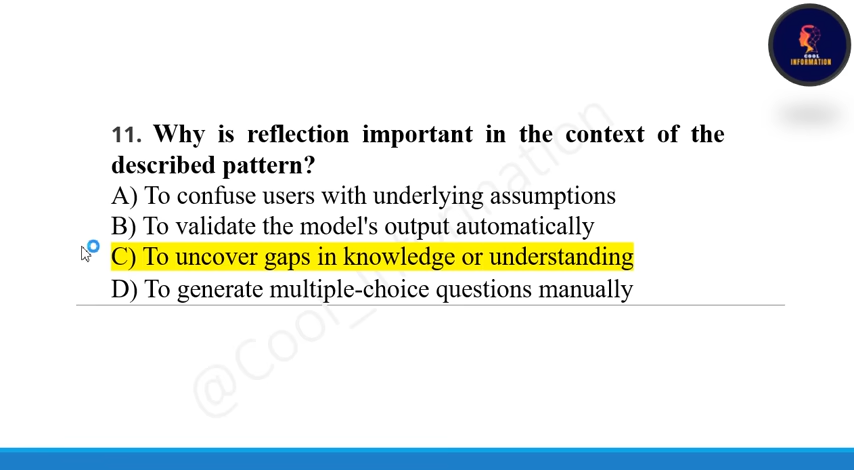 COOL
INFORMATION
11. Why is reflection important in the context of the
described pattern?
A) To confuse users with underlying assumptions
B) To validate the model's output automatically
C) To uncover gaps in knowledge or understanding
D) To generate multiple-choice questions manually
@Cool_Information